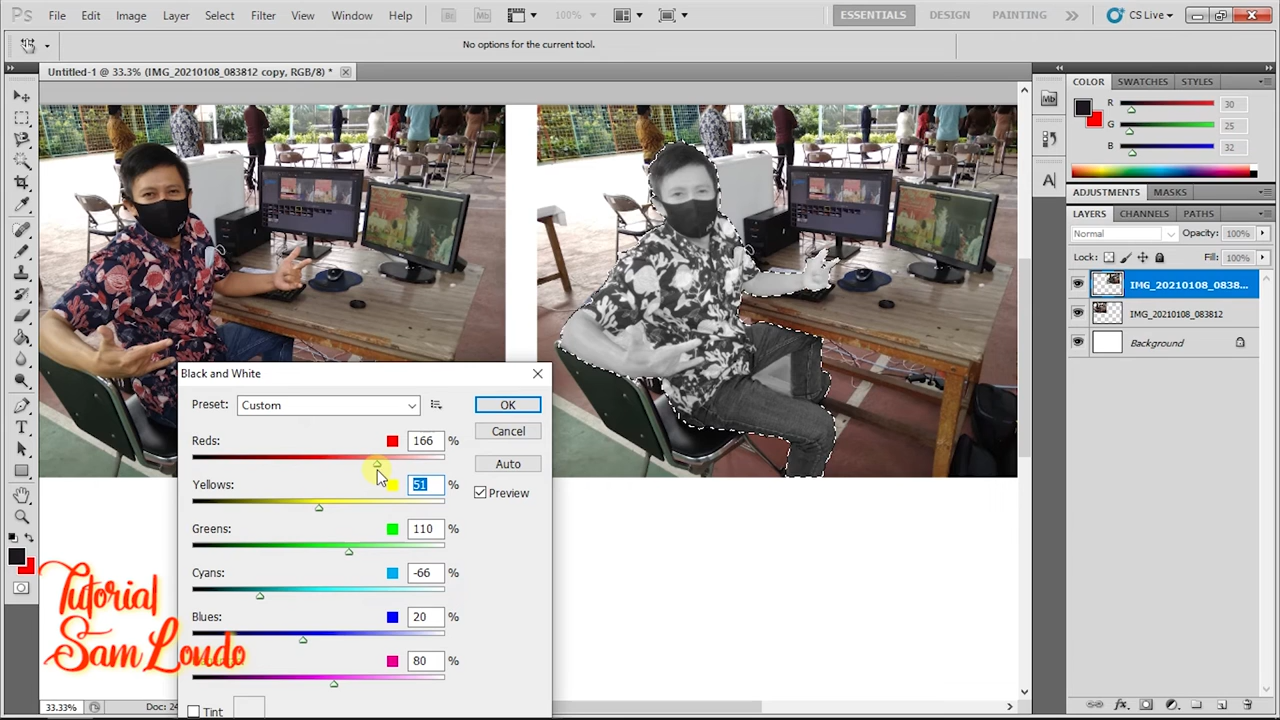 Ps File Edit Image Layer Select Filter View Window Help Br Mb 100% ESSENTIALS DESIGN PAINTING CS Live
No options for the current tool.
Untitled-1 @ 33.3% (IMG_20210108_083812 copy, RGB/8) *
COLOR SWATCHES STYLES
R 30
G 25
B 32
ADJUSTMENTS MASKS
LAYERS CHANNELS PATHS
Normal Opacity: 100%
Lock: Fill: 100%
IMG_20210108_0838...
IMG_20210108_083812
Background
Black and White
Preset: Custom OK
Reds: 166 % Cancel
Auto
Yellows: 51 % Preview
Greens: 110 %
Cyans: -66 %
Blues: 20 %
80 %
Tint
Tutorial
Sam Londo
33.33% Doc: 24